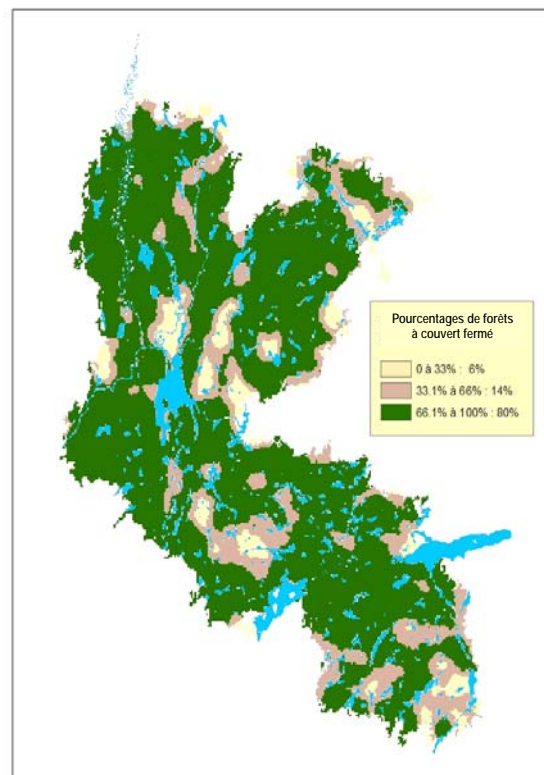 Pourcentages de forêts
à couvert fermé
0 à 33% : 6%
33.1% à 66% : 14%
66.1% à 100% : 80%